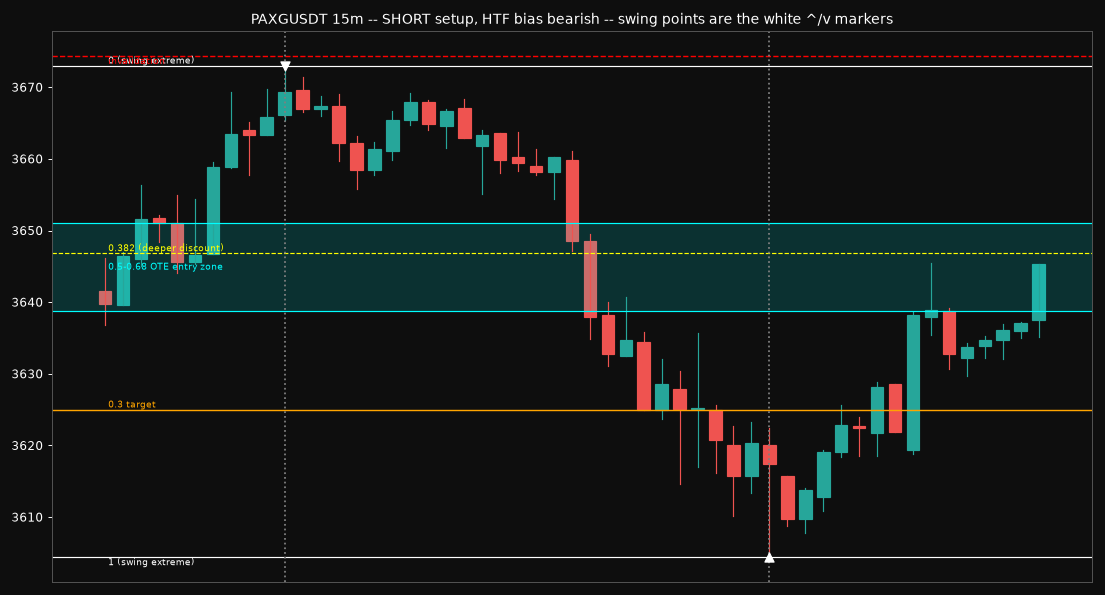 PAXGUSDT 15m -- SHORT setup, HTF bias bearish -- swing points are the white ^/v markers
0 (swing extreme)
3670
3660
3650
0.382 (deeper discount)
0.5-0.68 OTE entry zone
3640
3630
0.3 target
3620
3610
1 (swing extreme)